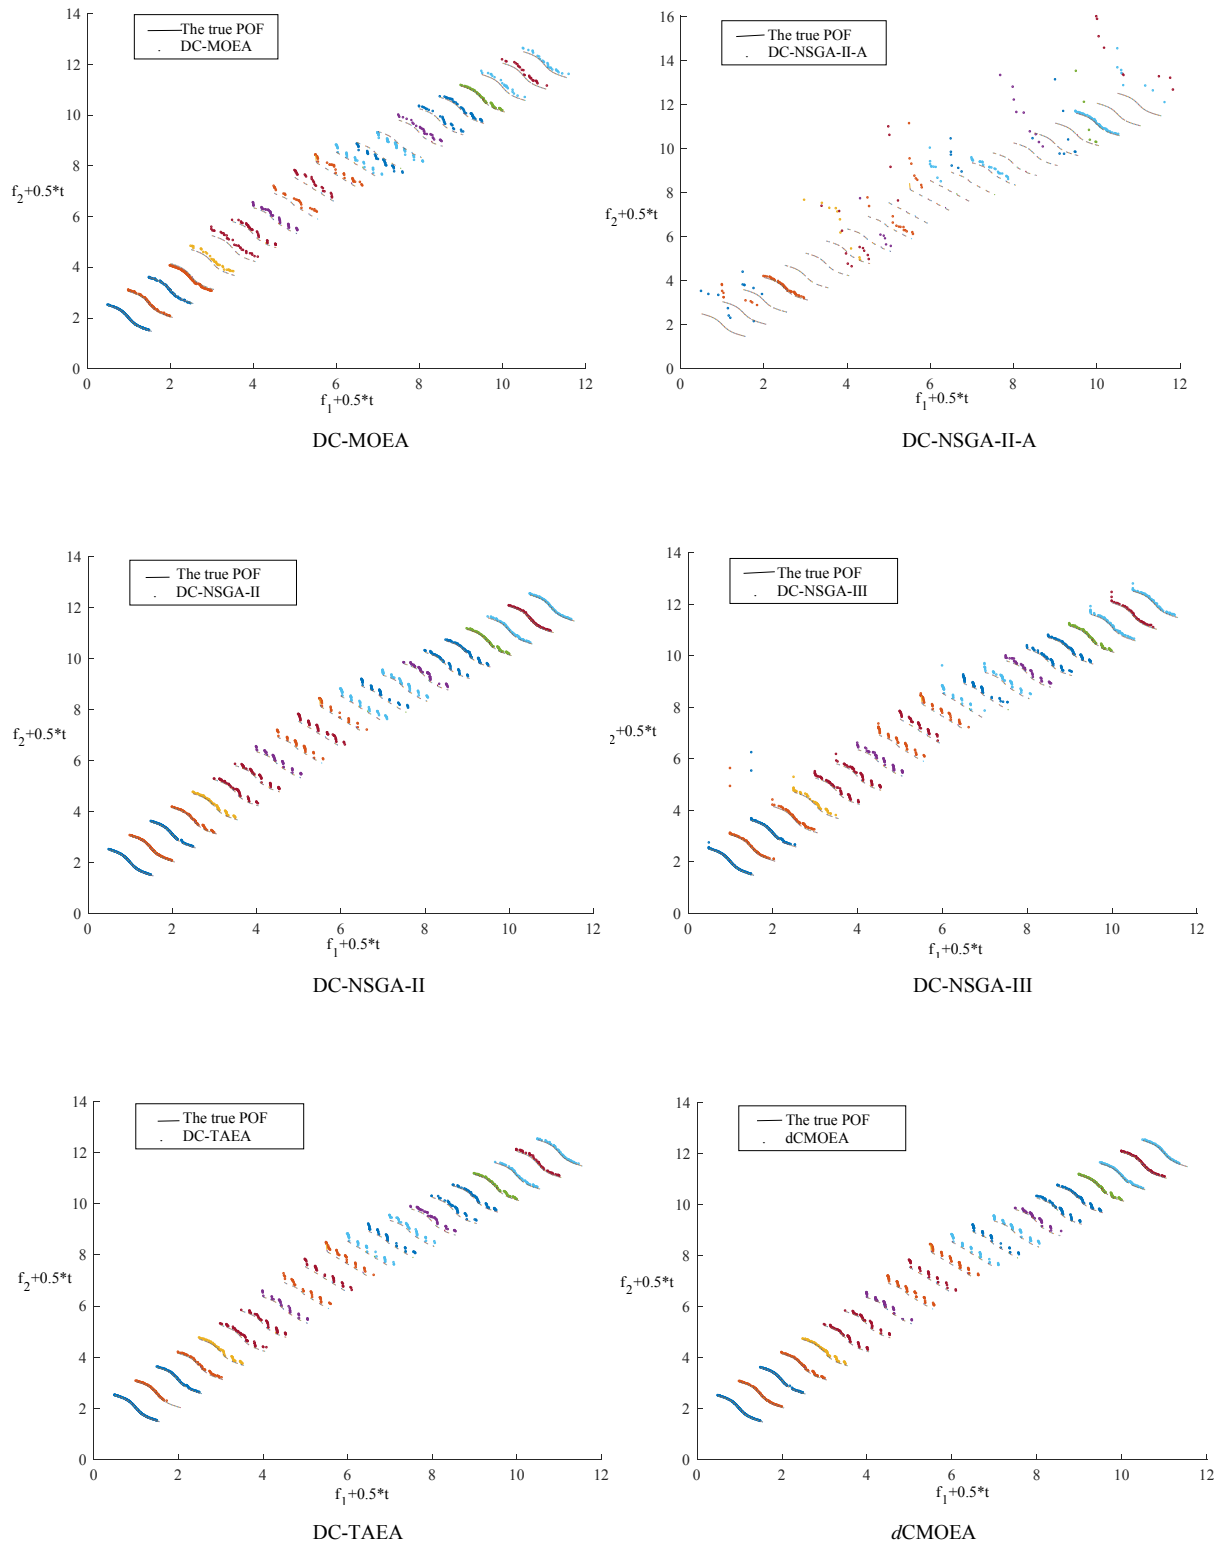 The true POF
DC-MOEA
14
12
10
8
6
4
2
0
f2+0.5*t
0 2 4 6 8 10 12
f1+0.5*t
DC-MOEA
The true POF
DC-NSGA-II-A
16
14
12
10
8
6
4
2
0
f2+0.5*t
0 2 4 6 8 10 12
f1+0.5*t
DC-NSGA-II-A
The true POF
DC-NSGA-II
14
12
10
8
6
4
2
0
f2+0.5*t
0 2 4 6 8 10 12
f1+0.5*t
DC-NSGA-II
The true POF
DC-NSGA-III
14
12
10
8
6
4
2
0
2+0.5*t
0 2 4 6 8 10 12
f1+0.5*t
DC-NSGA-III
The true POF
DC-TAEA
14
12
10
8
6
4
2
0
f2+0.5*t
0 2 4 6 8 10 12
f1+0.5*t
DC-TAEA
The true POF
dCMOEA
14
12
10
8
6
4
2
0
f2+0.5*t
0 2 4 6 8 10 12
f1+0.5*t
dCMOEA